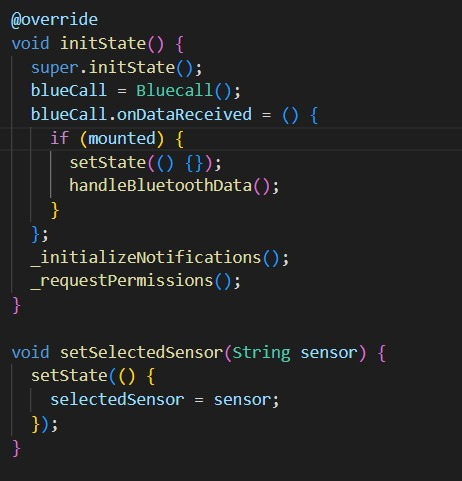 @override
void initState() {
  super.initState();
  blueCall = Bluecall();
  blueCall.onDataReceived = () {
    if (mounted) {
      setState(() {});
      handleBluetoothData();
    }
  };
  _initializeNotifications();
  _requestPermissions();
}

void setSelectedSensor(String sensor) {
  setState(() {
    selectedSensor = sensor;
  });
}